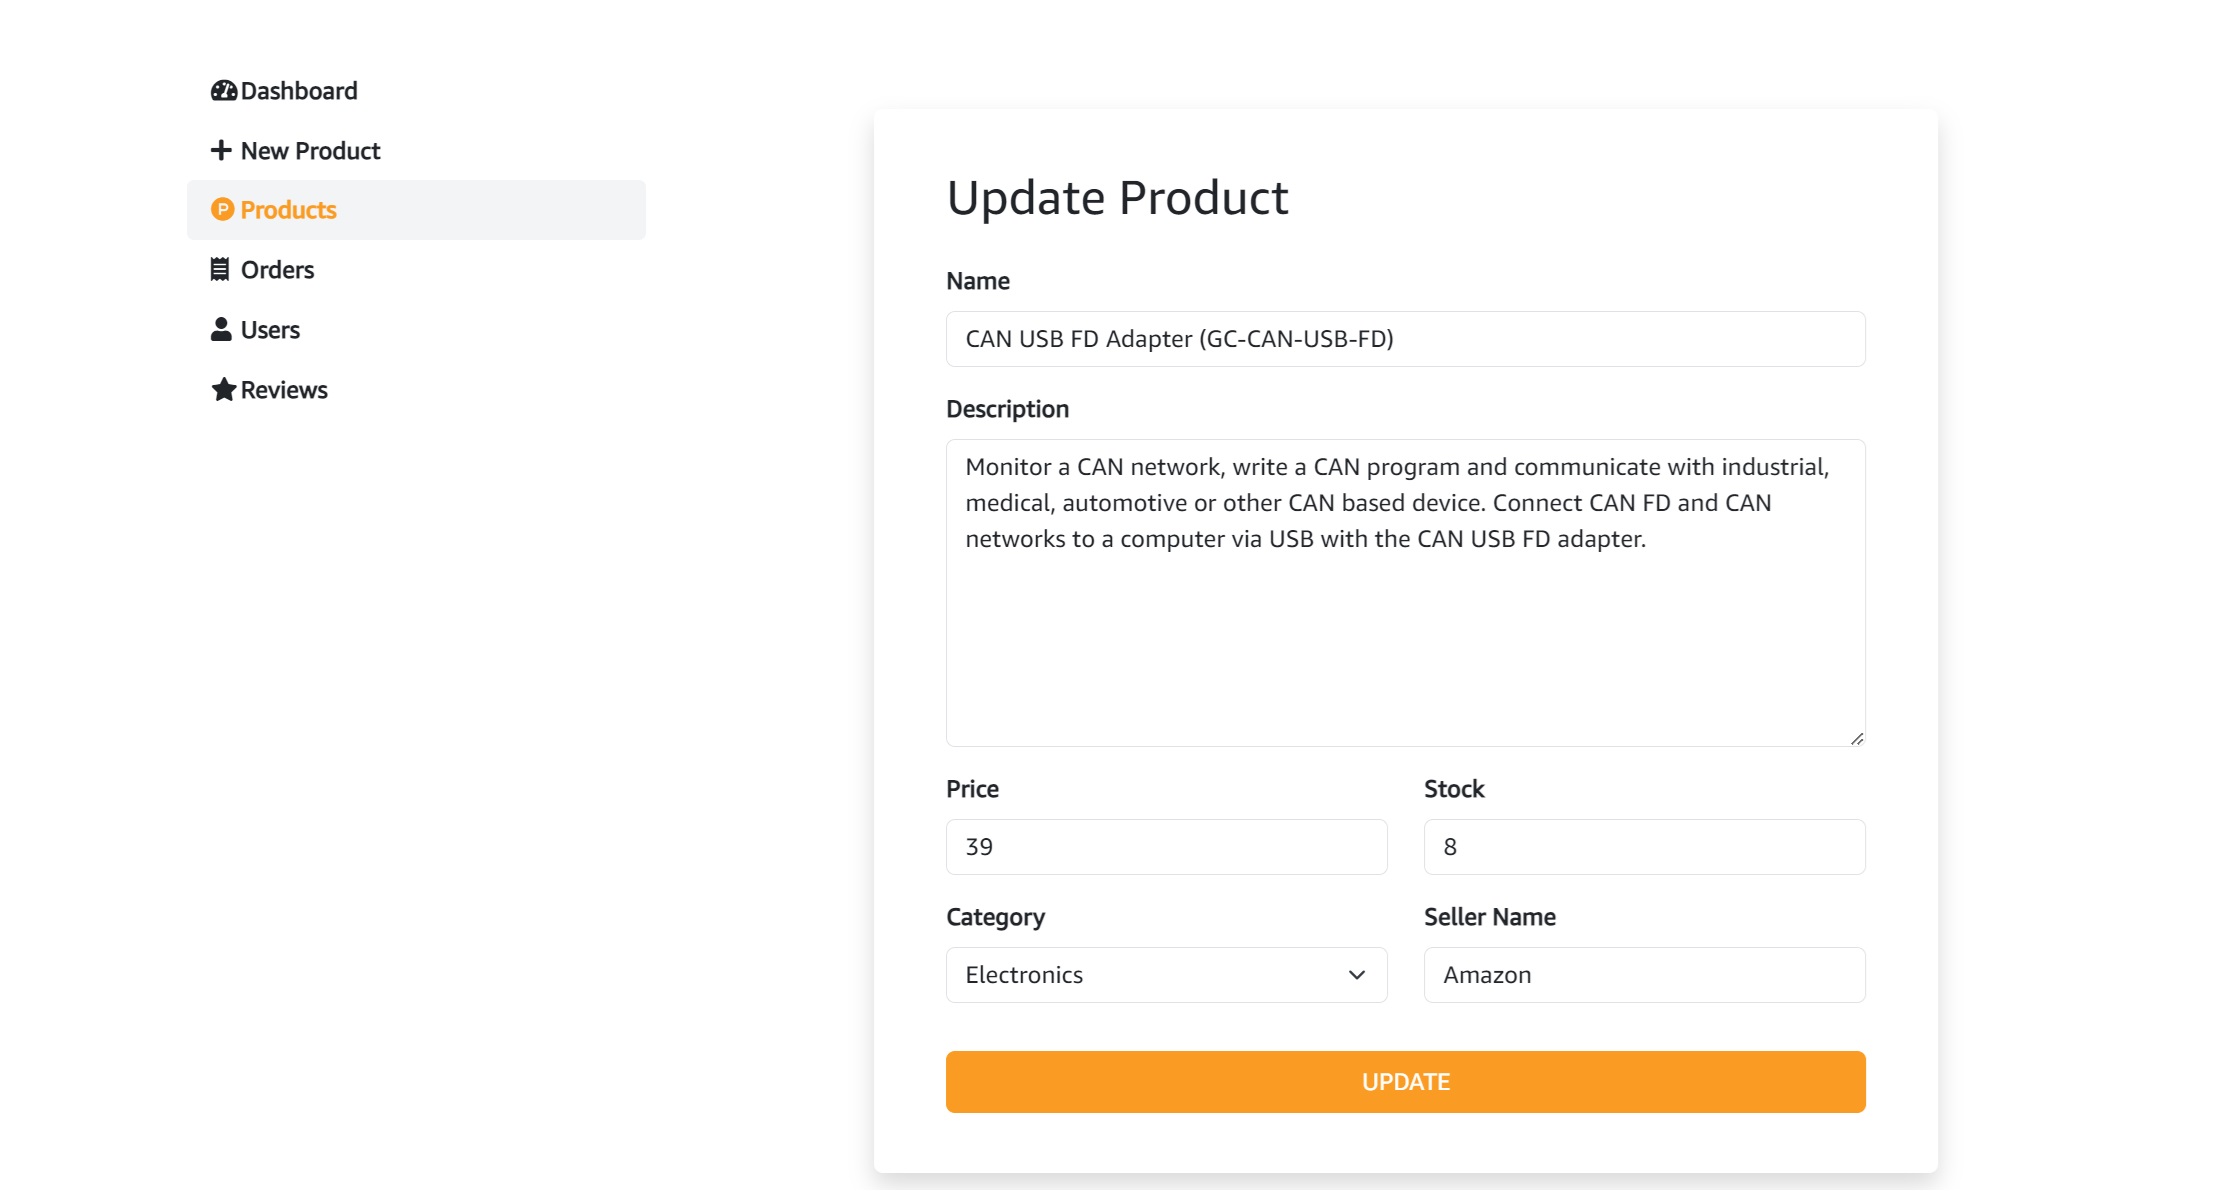 Dashboard
New Product
Products
Orders
Users
Reviews
Update Product
Name
CAN USB FD Adapter (GC-CAN-USB-FD)
Description
Monitor a CAN network, write a CAN program and communicate with industrial,
medical, automotive or other CAN based device. Connect CAN FD and CAN
networks to a computer via USB with the CAN USB FD adapter.
Price
Stock
39
8
Category
Seller Name
Electronics
Amazon
UPDATE